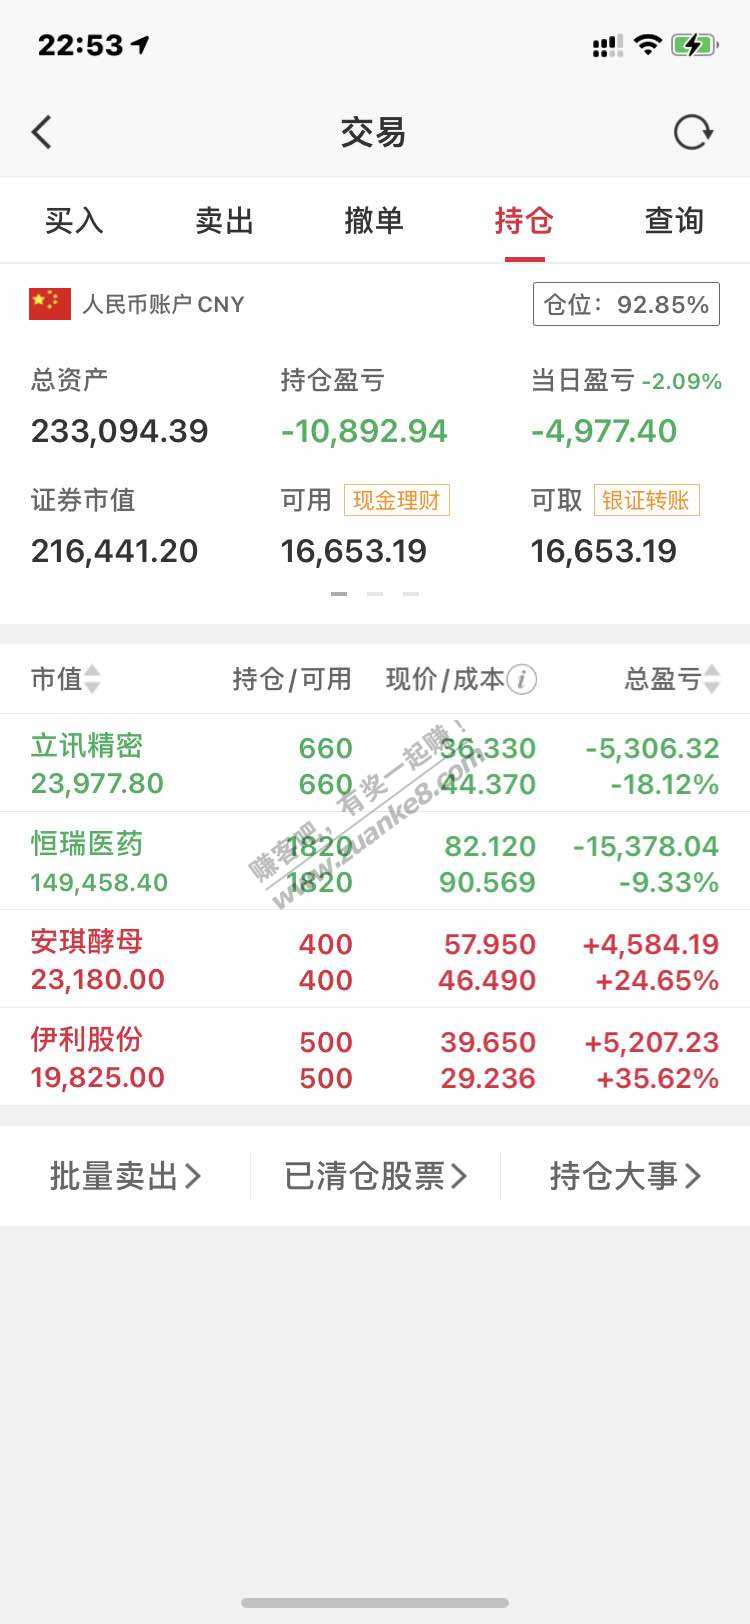 22:53
交易
买入 卖出 撤单 持仓 查询
人民币账户 CNY 仓位：92.85%
总资产 持仓盈亏 当日盈亏 -2.09%
233,094.39 -10,892.94 -4,977.40
证券市值 可用 现金理财 可取 银证转账
216,441.20 16,653.19 16,653.19
市值 持仓/可用 现价/成本 i 总盈亏
立讯精密 660 36.330 -5,306.32
23,977.80 660 44.370 -18.12%
恒瑞医药 1820 82.120 -15,378.04
149,458.40 1820 90.569 -9.33%
安琪酵母 400 57.950 +4,584.19
23,180.00 400 46.490 +24.65%
伊利股份 500 39.650 +5,207.23
19,825.00 500 29.236 +35.62%
批量卖出 已清仓股票 持仓大事
赚客吧，有奖一起赚！
www.zuanke8.com